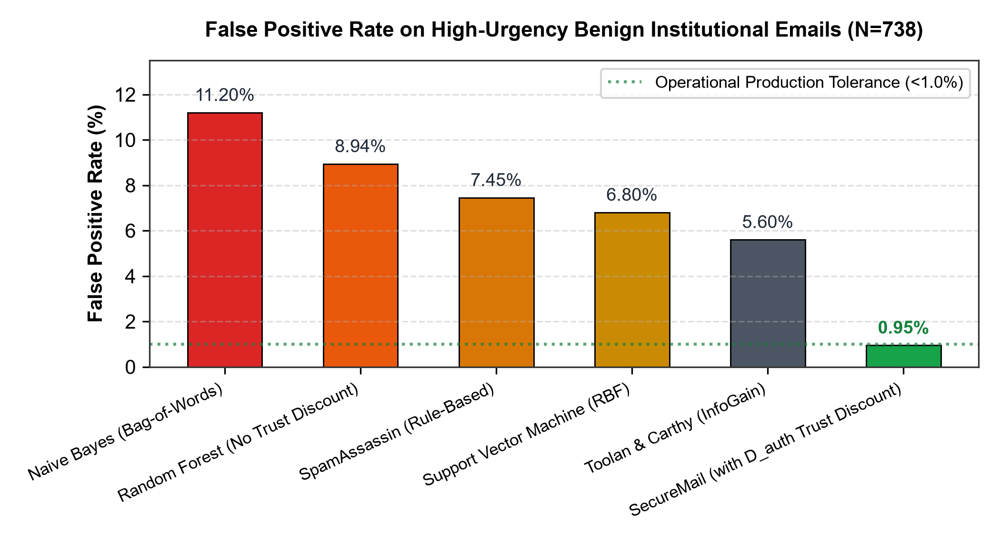 False Positive Rate on High-Urgency Benign Institutional Emails (N=738)
Operational Production Tolerance (<1.0%)
False Positive Rate (%)
12
10
8
6
4
2
0
11.20%
8.94%
7.45%
6.80%
5.60%
0.95%
Naive Bayes (Bag-of-Words)
Random Forest (No Trust Discount)
SpamAssassin (Rule-Based)
Support Vector Machine (RBF)
Toolan & Carthy (InfoGain)
SecureMail (with D_auth Trust Discount)